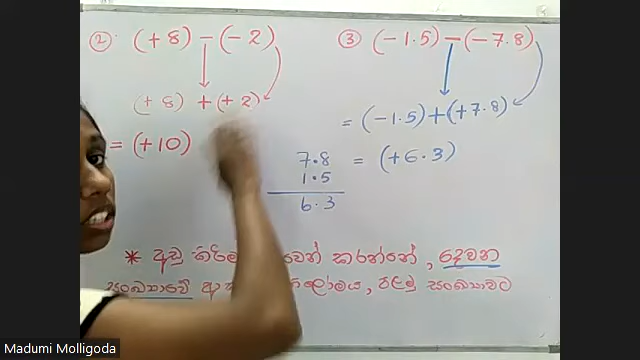 ② (+8) − (−2)
(+8) + (+2)
= (+10)
③ (−1.5) − (−7.8)
= (−1.5) + (+7.8)
= (+6.3)
7.8
1.5
6.3
* අඩු කිරීම කරන්නේ, දෙවන
සංඛ්‍යාවේ පළමු සංඛ්‍යාවට
Madumi Molligoda